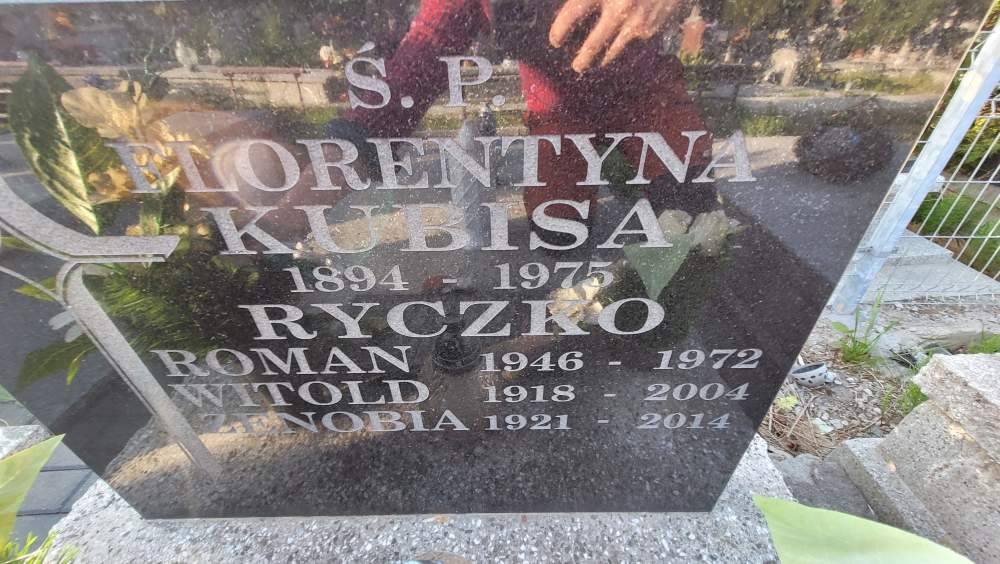 Ś. P.
FLORENTYNA
KUBISA
1894 - 1975
RYCZKO
ROMAN 1946 - 1972
WITOLD 1918 - 2004
ZENOBIA 1921 - 2014